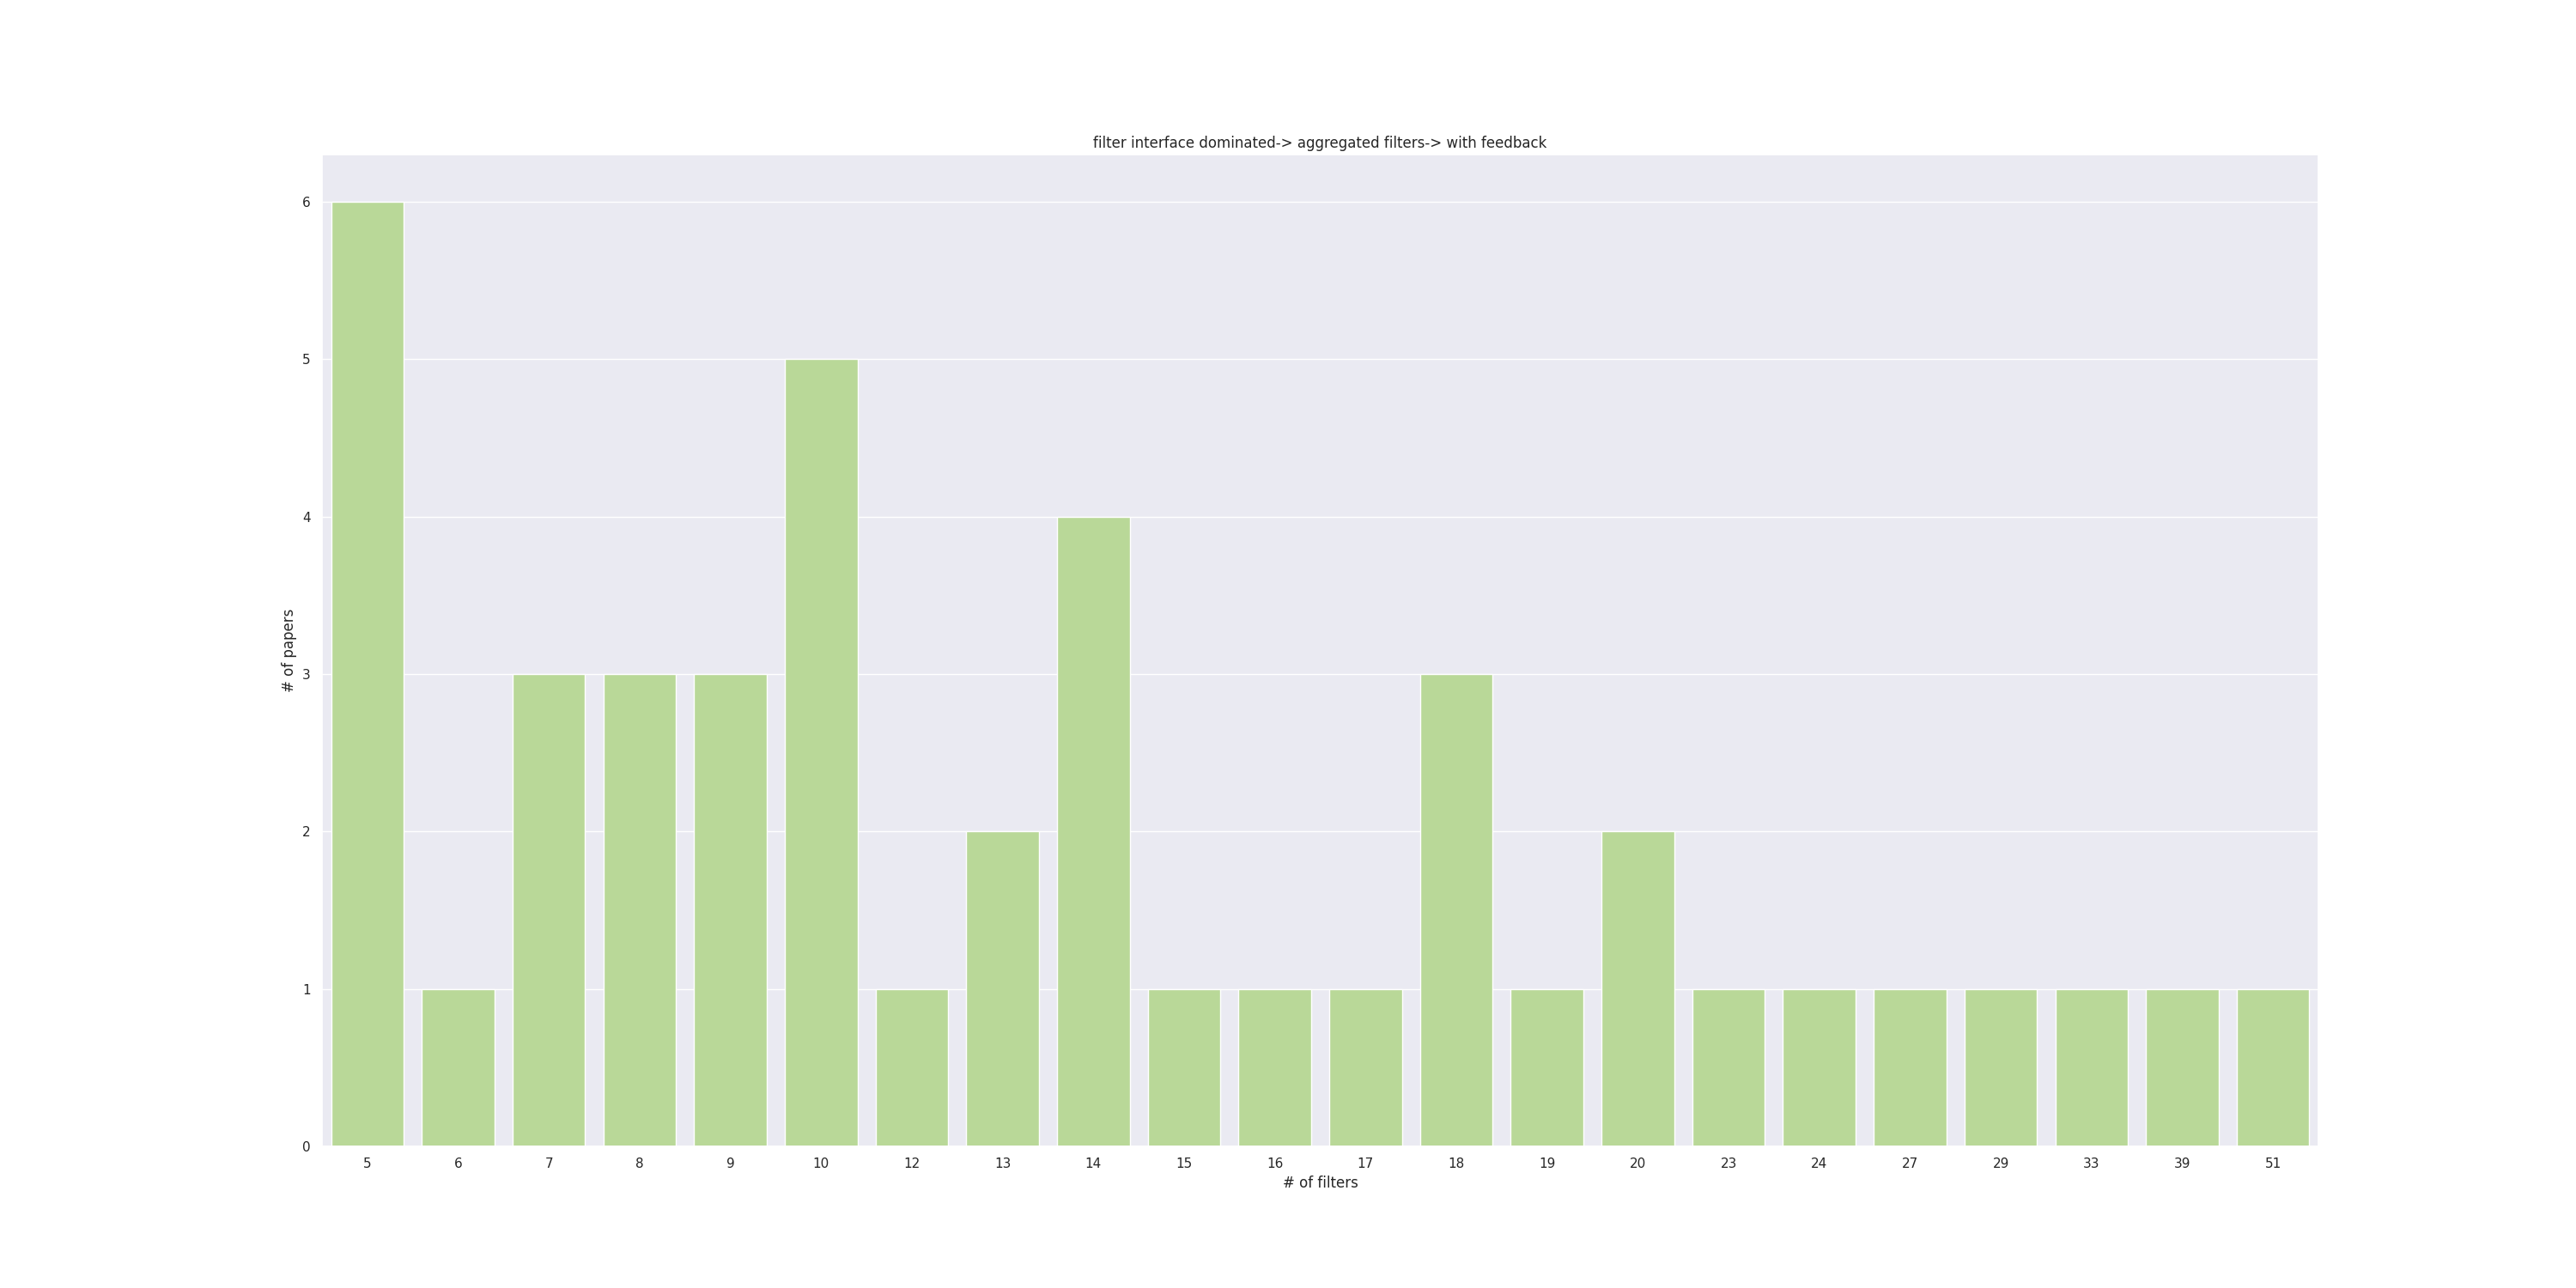 filter interface dominated-> aggregated filters-> with feedback
6
5
4
3
2
1
0
# of papers
5 6 7 8 9 10 12 13 14 15 16 17 18 19 20 23 24 27 29 33 39 51
# of filters